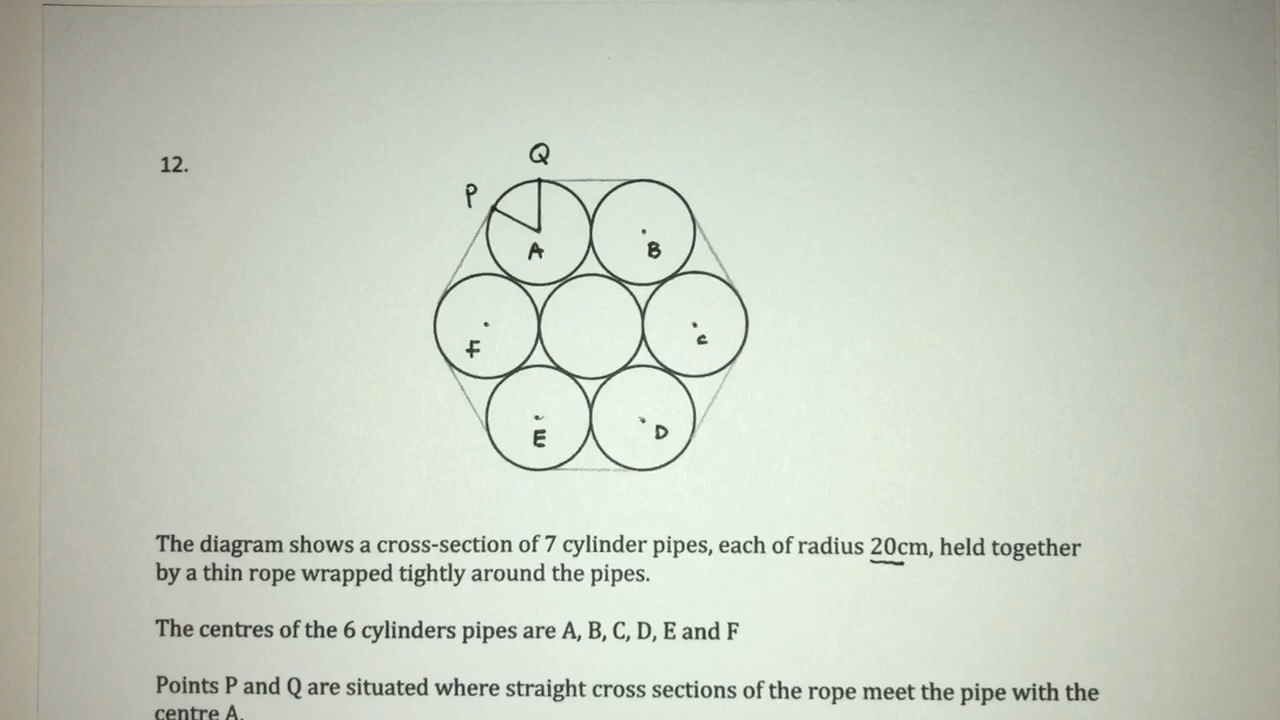 12.
Q
P
A
B
F
c
E
D
The diagram shows a cross-section of 7 cylinder pipes, each of radius 20cm, held together
by a thin rope wrapped tightly around the pipes.
The centres of the 6 cylinders pipes are A, B, C, D, E and F
Points P and Q are situated where straight cross sections of the rope meet the pipe with the
centre A.